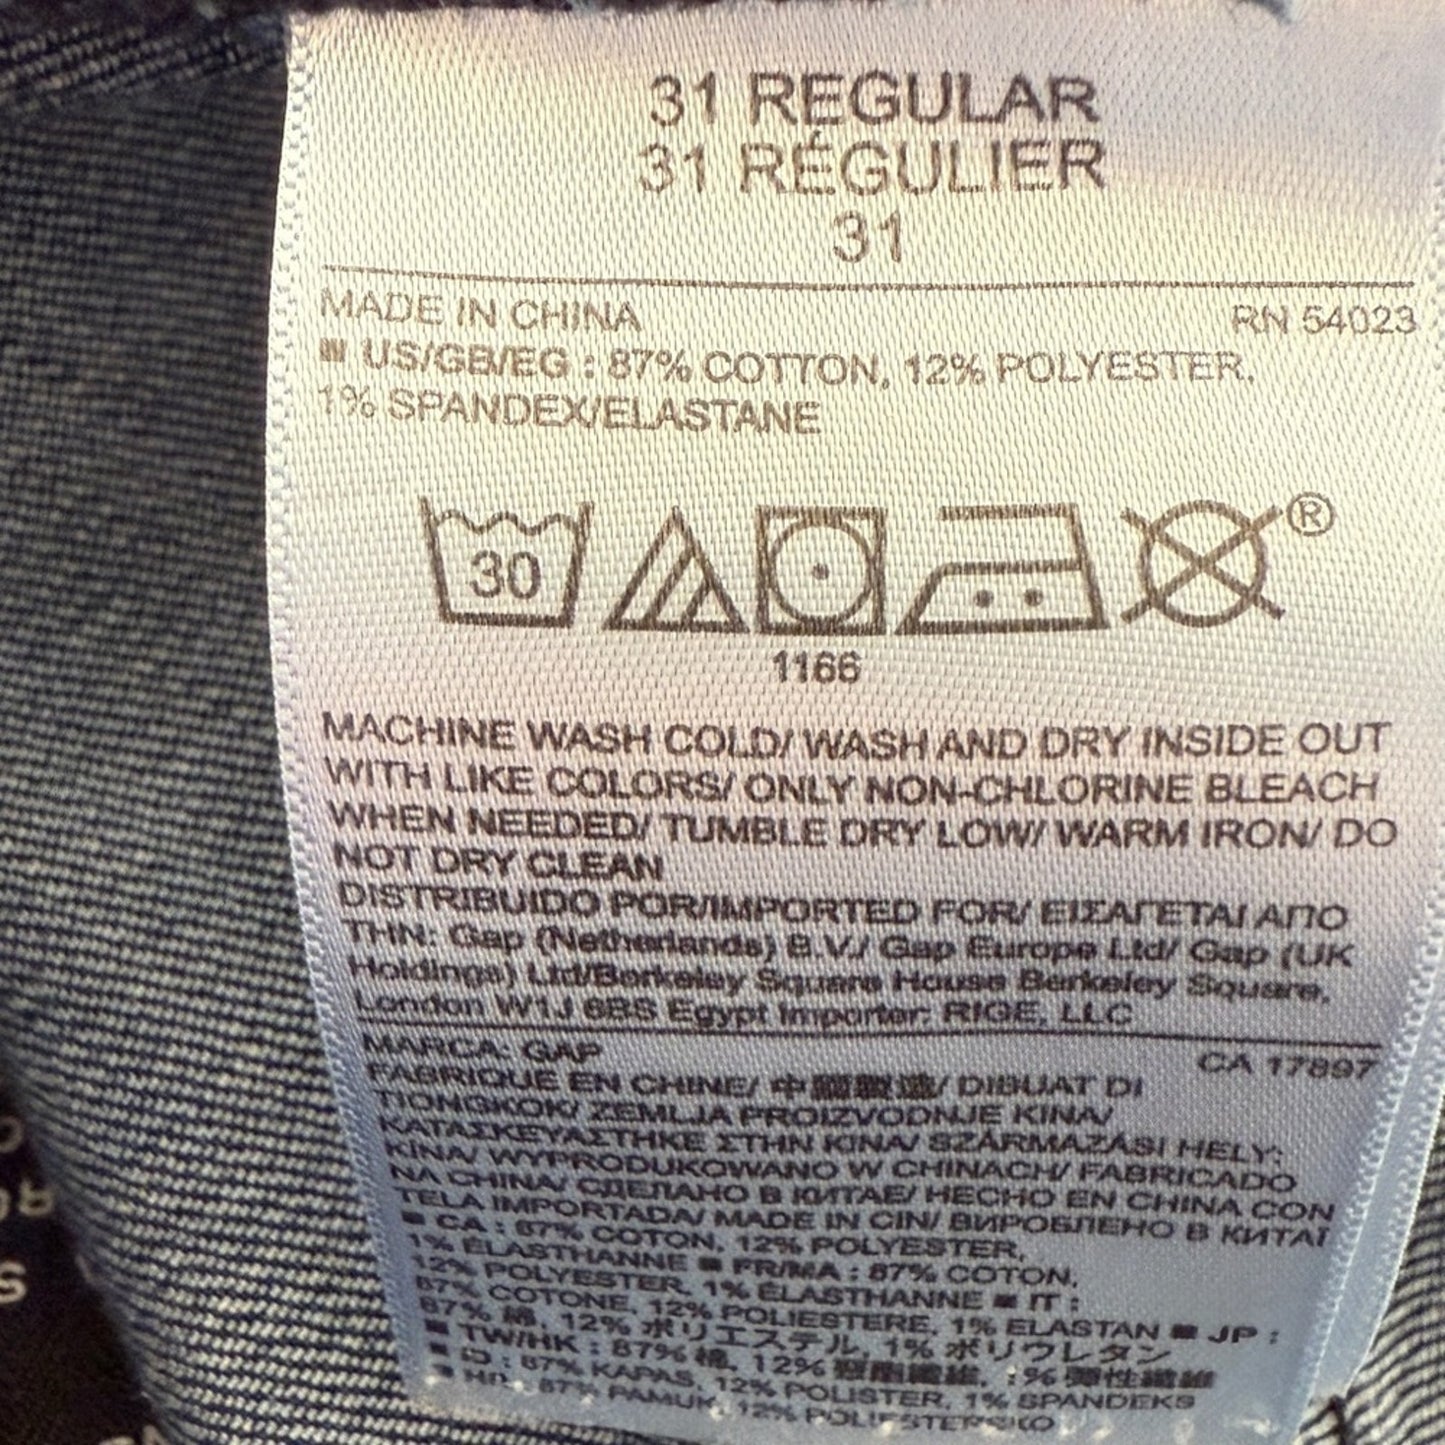 31 REGULAR
31 RÉGULIER
31
MADE IN CHINA RN 54023
■ US/GB/EG : 87% COTTON, 12% POLYESTER,
1% SPANDEX/ELASTANE
30
®
1166
MACHINE WASH COLD/ WASH AND DRY INSIDE OUT
WITH LIKE COLORS/ ONLY NON-CHLORINE BLEACH
WHEN NEEDED/ TUMBLE DRY LOW/ WARM IRON/ DO
NOT DRY CLEAN
DISTRIBUIDO POR/IMPORTED FOR/ ΕΙΣΑΓΕΤΑΙ ΑΠΟ
ΤΗΝ: Gap (Netherlands) B.V./ Gap Europe Ltd/ Gap (UK
Holdings) Ltd/Berkeley Square House Berkeley Square,
London W1J 6BS Egypt Importer: RIGE, LLC
MARCA: GAP CA 17897
FABRIQUE EN CHINE/ 中國製造/ DIBUAT DI
TIONGKOK/ ZEMLJA PROIZVODNJE KINA/
ΚΑΤΑΣΚΕΥΑΣΤΗΚΕ ΣΤΗΝ ΚΙΝΑ/ SZÁRMAZÁSI HELY:
KÍNA/ WYPRODUKOWANO W CHINACH/ FABRICADO
NA CHINA/ СДЕЛАНО В КИТАЕ/ HECHO EN CHINA CON
TELA IMPORTADA/ MADE IN CIN/ ВИРОБЛЕНО В КИТАЇ
■ CA : 87% COTON, 12% POLYESTER,
1% ÉLASTHANNE ■ FR/MA : 87% COTON,
12% POLYESTER, 1% ÉLASTHANNE ■ IT :
87% COTONE, 12% POLIESTERE, 1% ELASTAN ■ JP :
87% 綿, 12% ポリエステル, 1% ポリウレタン
■ TW/HK : 87% 棉, 12% 聚酯纖維, 1% 彈性纖維
■ ID : 87% KAPAS, 12% POLISTER, 1% SPANDEKS
87% PAMUK, 12%